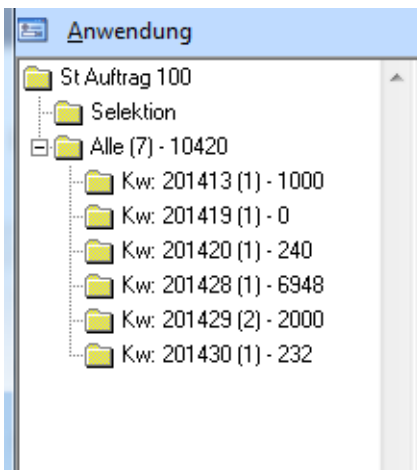 Anwendung
St Auftrag 100
Selektion
Alle (7) - 10420
Kw: 201413 (1) - 1000
Kw: 201419 (1) - 0
Kw: 201420 (1) - 240
Kw: 201428 (1) - 6948
Kw: 201429 (2) - 2000
Kw: 201430 (1) - 232